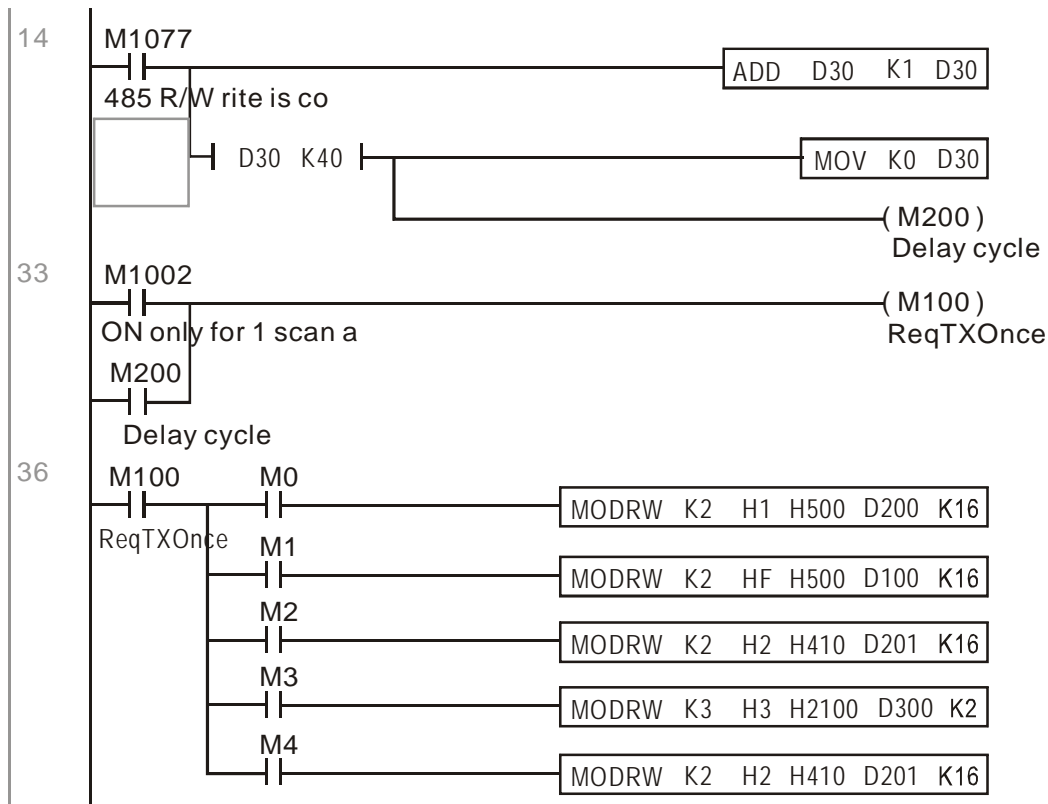 14
M1077
ADD D30 K1 D30
485 R/W rite is co
D30 K40
MOV K0 D30
( M200 )
Delay cycle
33
M1002
( M100 )
ON only for 1 scan a
ReqTXOnce
M200
Delay cycle
36
M100 M0
MODRW K2 H1 H500 D200 K16
ReqTXOnce
M1
MODRW K2 HF H500 D100 K16
M2
MODRW K2 H2 H410 D201 K16
M3
MODRW K3 H3 H2100 D300 K2
M4
MODRW K2 H2 H410 D201 K16